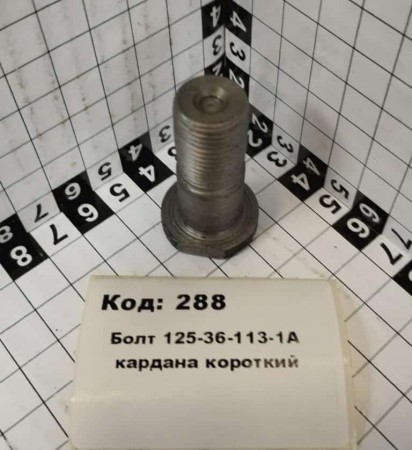 Код: 288
Болт 125-36-113-1А
кардана короткий